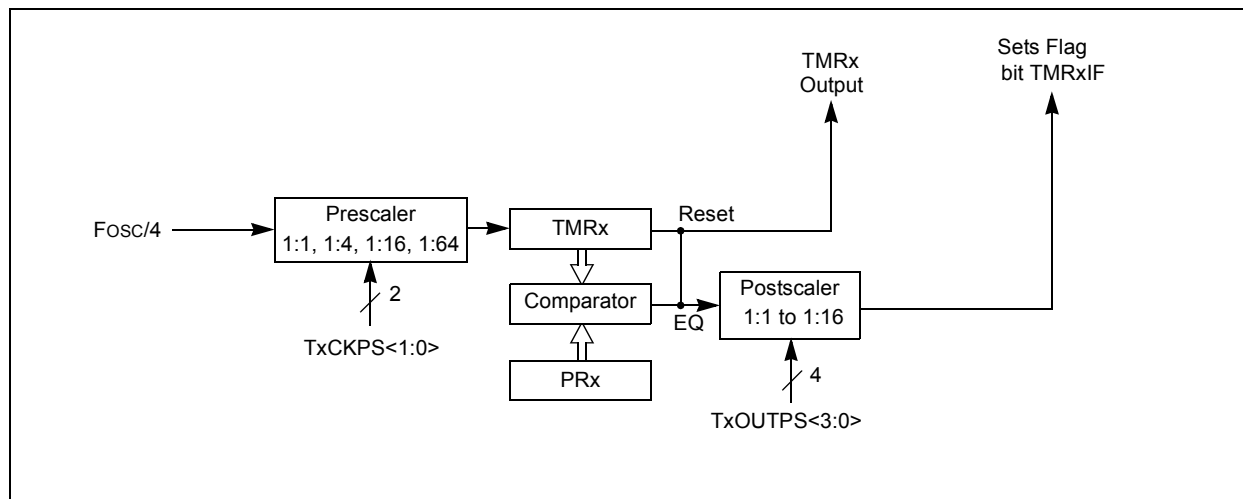 TMRx
Output
Sets Flag
bit TMRxIF
FOSC/4
Prescaler
1:1, 1:4, 1:16, 1:64
2
TxCKPS<1:0>
TMRx
Reset
Comparator
EQ
PRx
Postscaler
1:1 to 1:16
4
TxOUTPS<3:0>